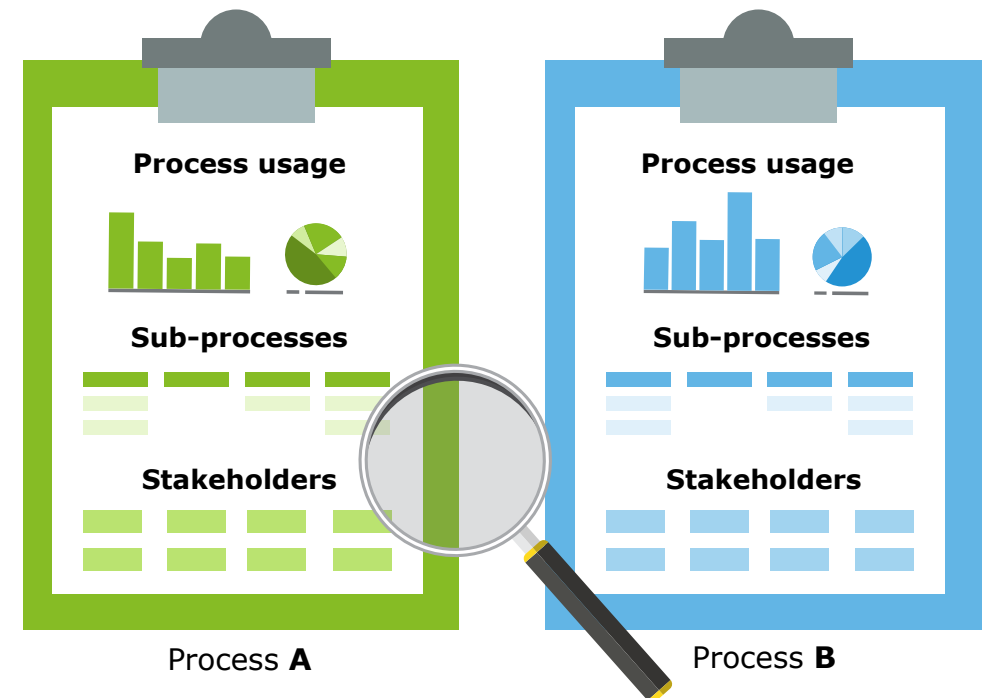 Process usage
Sub-processes
Stakeholders
Process A
Process usage
Sub-processes
Stakeholders
Process B